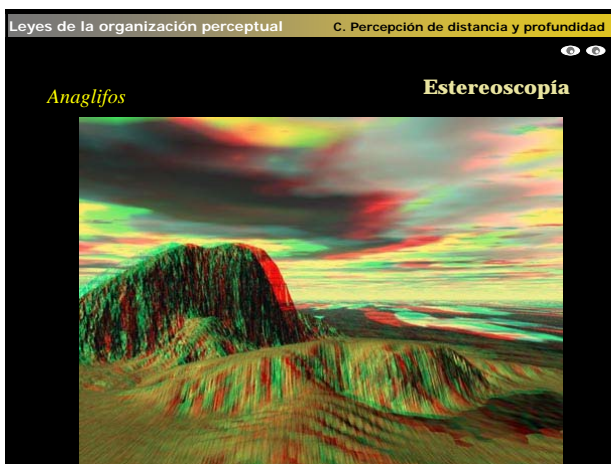 Leyes de la organización perceptual
C. Percepción de distancia y profundidad
Estereoscopía
Anaglifos